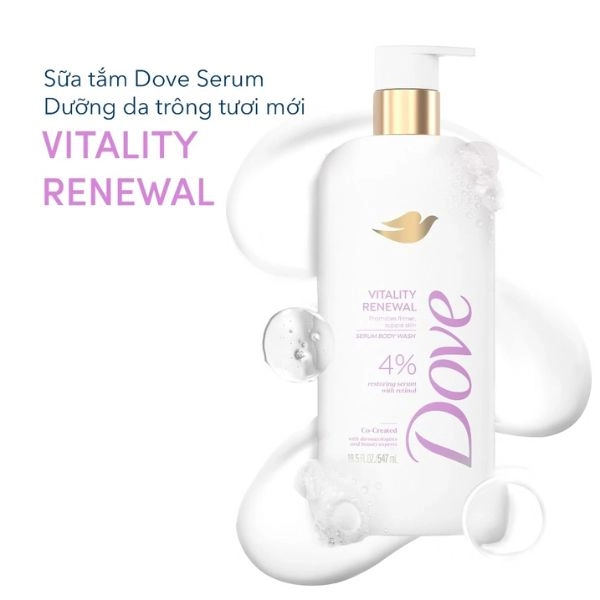 Sữa tắm Dove Serum
Dưỡng da trông tươi mới
VITALITY
RENEWAL
VITALITY
RENEWAL
Promotes firmer,
supple skin
SERUM BODY WASH
4%
restoring serum
with retinol
Dove
Co-Created
with dermatologists
and beauty experts
18.5 FL OZ/547 mL